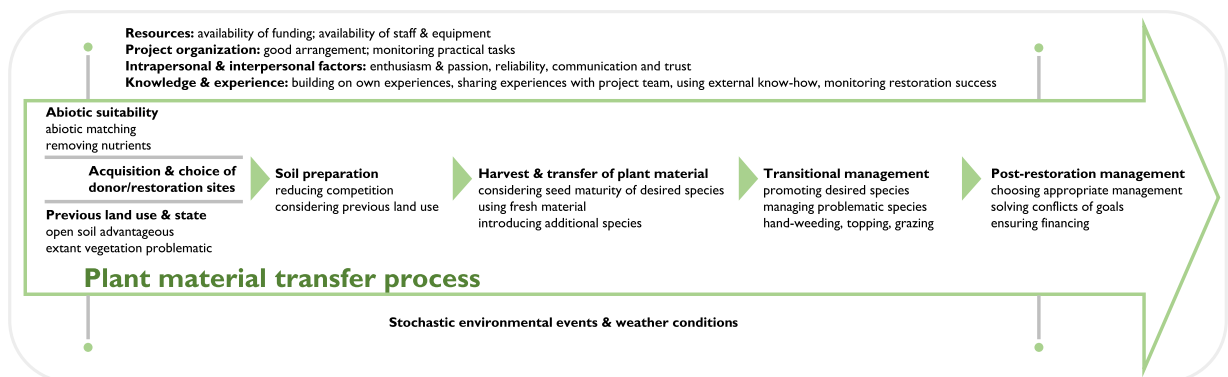 Resources: availability of funding; availability of staff & equipment
Project organization: good arrangement; monitoring practical tasks
Intrapersonal & interpersonal factors: enthusiasm & passion, reliability, communication and trust
Knowledge & experience: building on own experiences, sharing experiences with project team, using external know-how, monitoring restoration success
Abiotic suitability
abiotic matching
removing nutrients
Acquisition & choice of
donor/restoration sites
Previous land use & state
open soil advantageous
extant vegetation problematic
Soil preparation
reducing competition
considering previous land use
Harvest & transfer of plant material
considering seed maturity of desired species
using fresh material
introducing additional species
Transitional management
promoting desired species
managing problematic species
hand-weeding, topping, grazing
Post-restoration management
choosing appropriate management
solving conflicts of goals
ensuring financing
Plant material transfer process
Stochastic environmental events & weather conditions